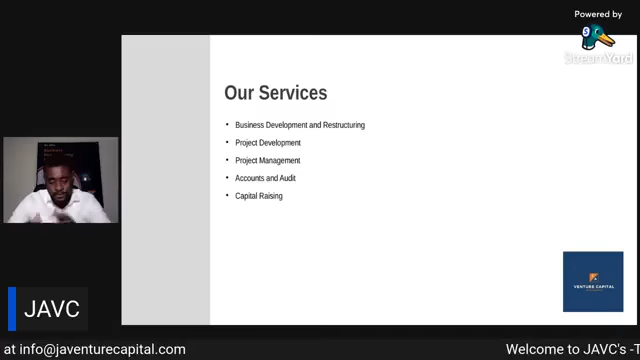 Powered by
StreamYard
Our Services
• Business Development and Restructuring
• Project Development
• Project Management
• Accounts and Audit
• Capital Raising
VENTURE CAPITAL
JAVC
at info@javenturecapital.com
Welcome to JAVC's -T